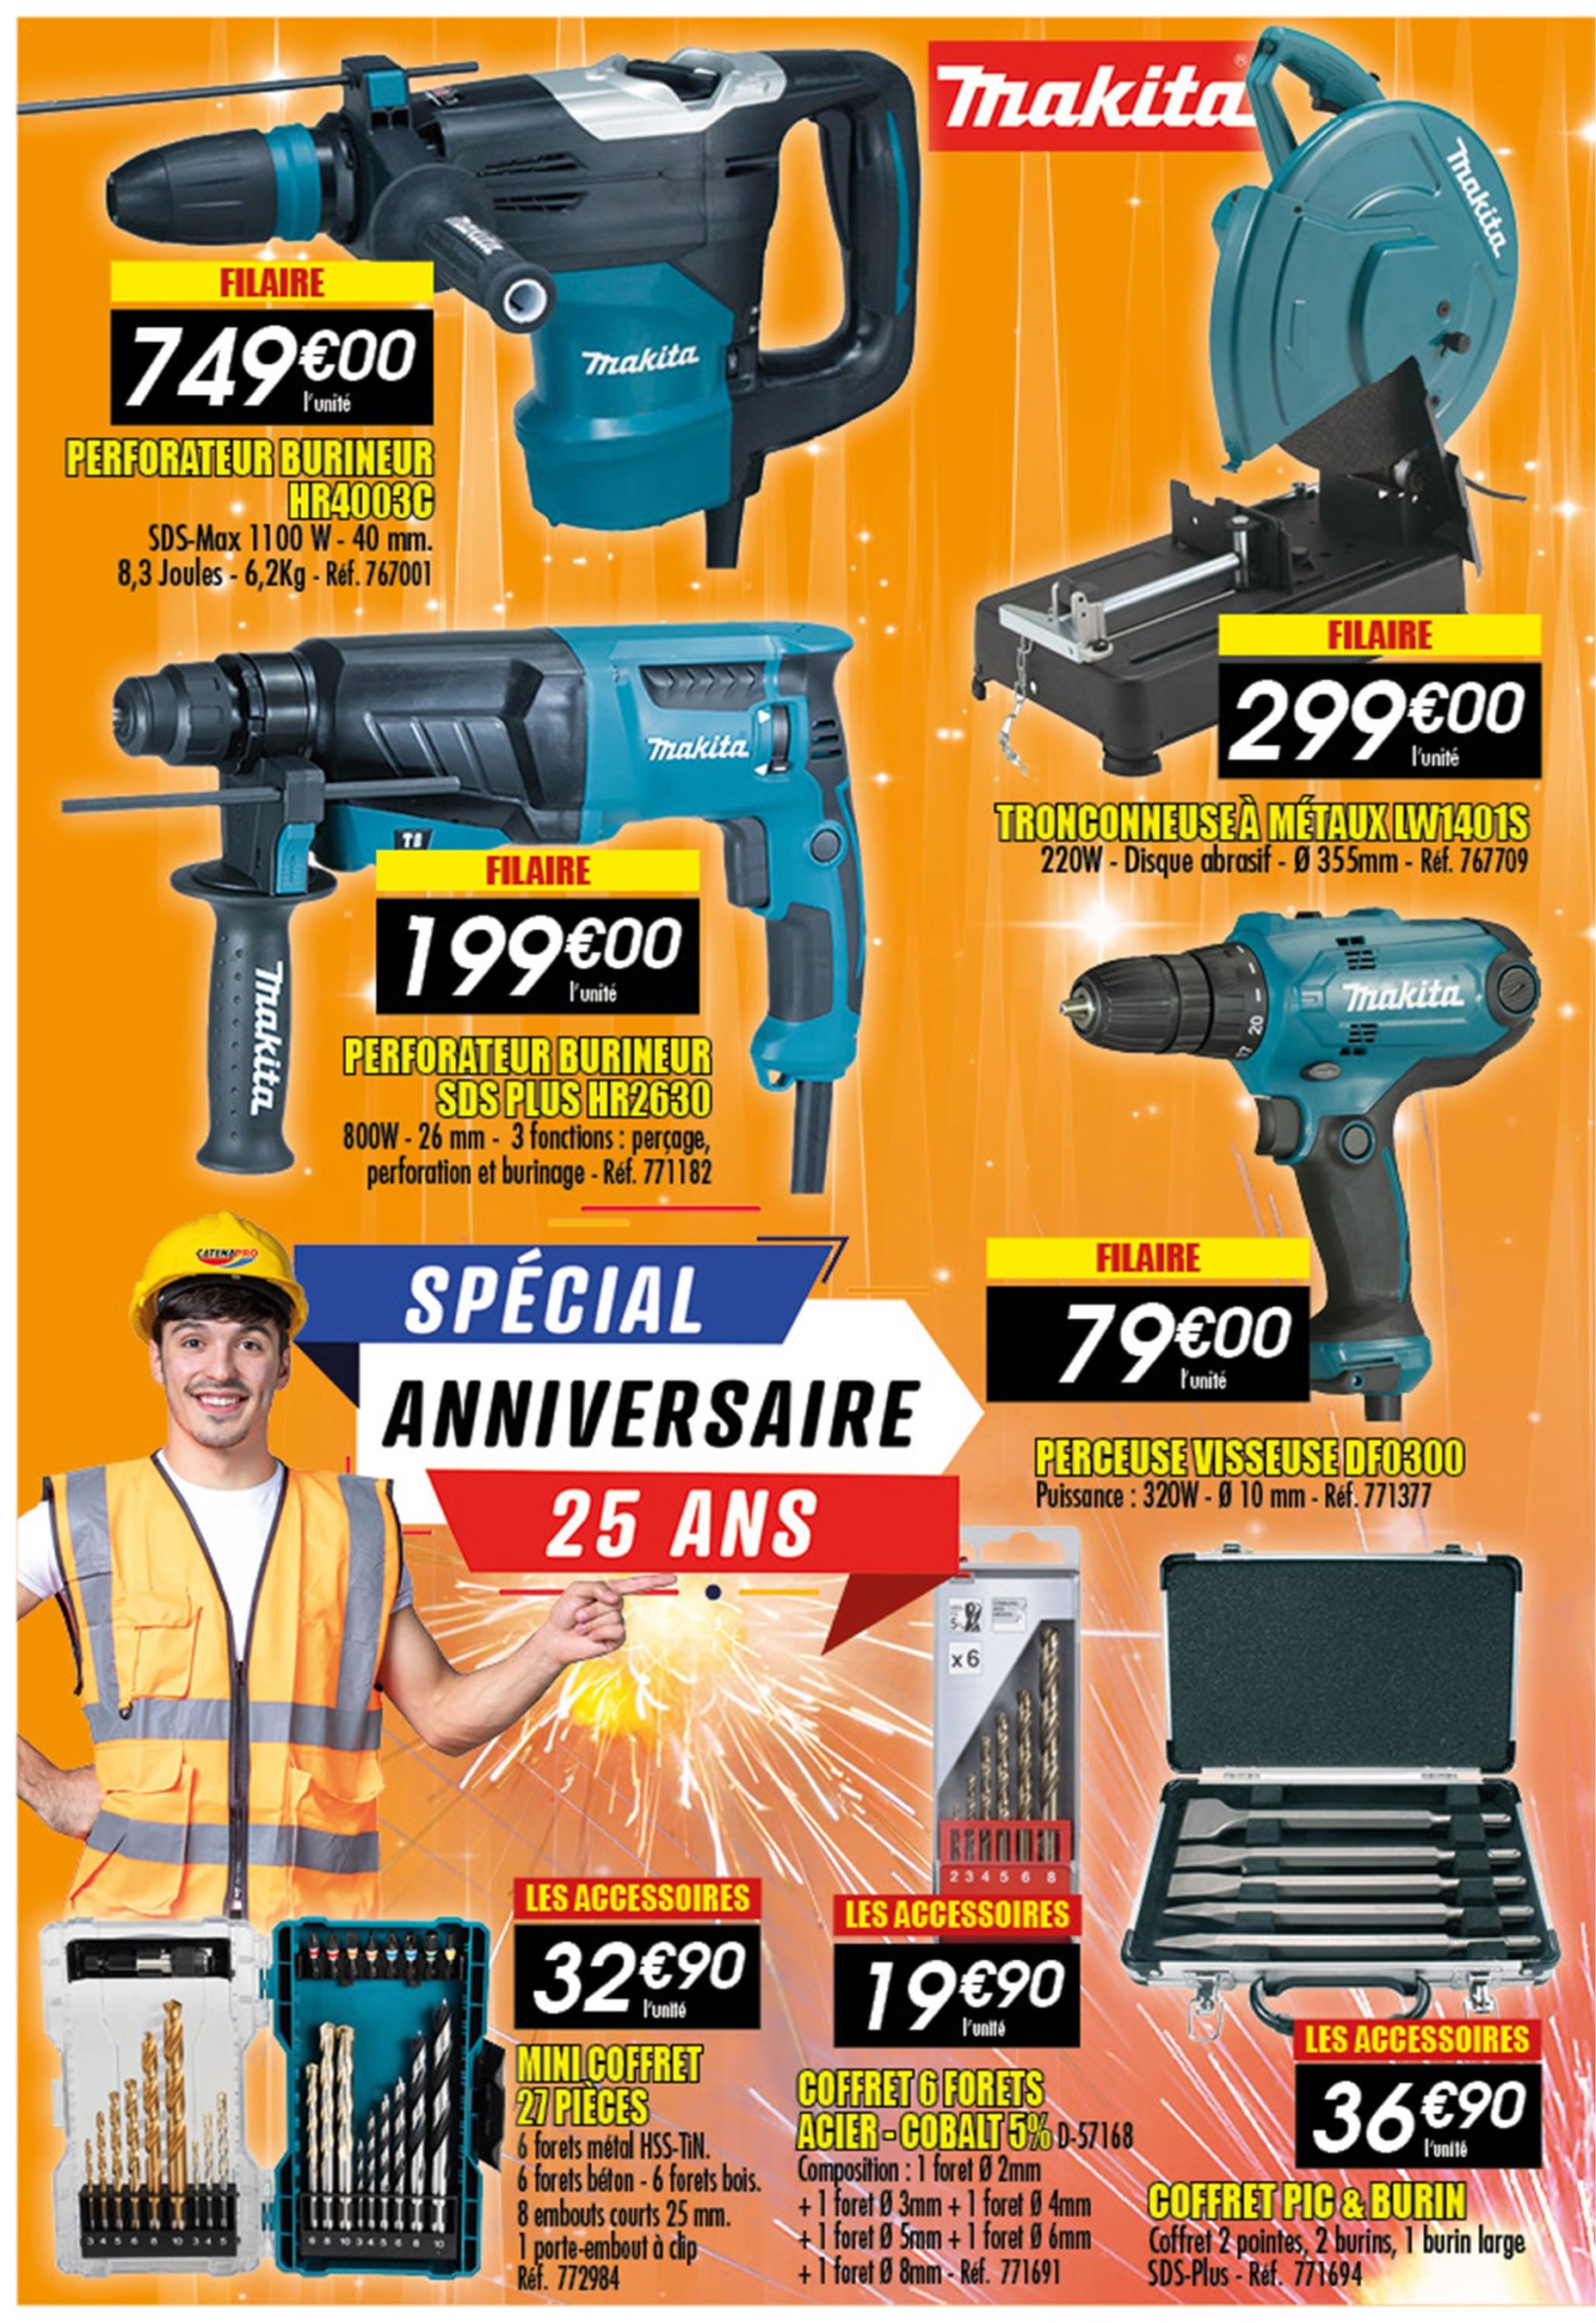 makita
makita
makita
FILAIRE
749€00
l'unité
makita
PERFORATEUR BURINEUR
HR4003C
SDS-Max 1100 W - 40 mm.
8,3 Joules - 6,2Kg - Réf. 767001
FILAIRE
299€00
l'unité
TRONCONNEUSE À MÉTAUX LW1401S
220W - Disque abrasif - Ø 355mm - Réf. 767709
makita
FILAIRE
199€00
l'unité
makita
PERFORATEUR BURINEUR
SDS PLUS HR2630
800W - 26 mm - 3 fonctions : perçage,
perforation et burinage - Réf. 771182
makita
20
17
FILAIRE
79€00
l'unité
PERCEUSE VISSEUSE DF0300
Puissance : 320W - Ø 10 mm - Réf. 771377
CATENAPRO
SPÉCIAL
ANNIVERSAIRE
25 ANS
x 6
2 3 4 5 6 8
LES ACCESSOIRES
32€90
l'unité
MINI COFFRET
27 PIÈCES
6 forets métal HSS-TiN.
6 forets béton - 6 forets bois.
8 embouts courts 25 mm.
1 porte-embout à clip
Réf. 772984
LES ACCESSOIRES
19€90
l'unité
COFFRET 6 FORETS
ACIER - COBALT 5% D-57168
Composition : 1 foret Ø 2mm
+ 1 foret Ø 3mm + 1 foret Ø 4mm
+ 1 foret Ø 5mm + 1 foret Ø 6mm
+ 1 foret Ø 8mm - Réf. 771691
LES ACCESSOIRES
36€90
l'unité
COFFRET PIC & BURIN
Coffret 2 pointes, 2 burins, 1 burin large
SDS-Plus - Réf. 771694